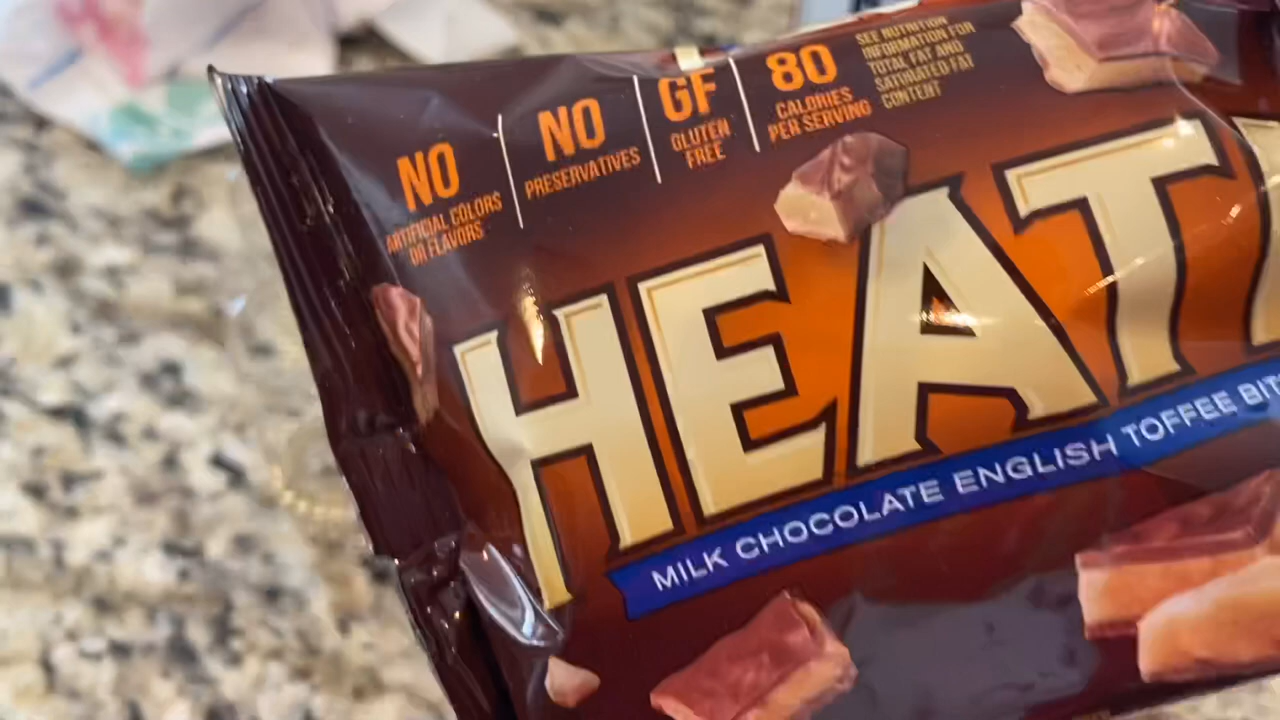 NO
ARTIFICIAL COLORS
OR FLAVORS
NO
PRESERVATIVES
GF
GLUTEN
FREE
80
CALORIES
PER SERVING
SEE NUTRITION
INFORMATION FOR
TOTAL FAT AND
SATURATED FAT
CONTENT
HEAT
MILK CHOCOLATE ENGLISH TOFFEE BIT